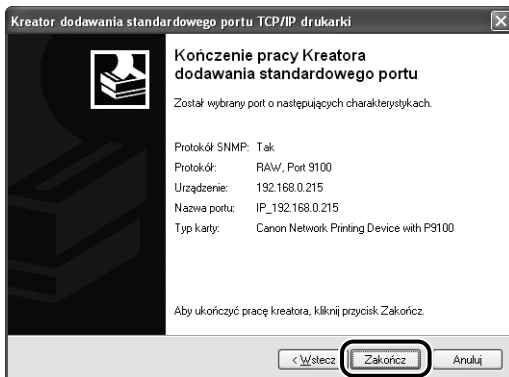 Kreator dodawania standardowego portu TCP/IP drukarki
Kończenie pracy Kreatora
dodawania standardowego portu
Został wybrany port o następujących charakterystykach.
Protokół SNMP: Tak
Protokół: RAW, Port 9100
Urządzenie: 192.168.0.215
Nazwa portu: IP_192.168.0.215
Typ karty: Canon Network Printing Device with P9100
Aby ukończyć pracę kreatora, kliknij przycisk Zakończ.
< Wstecz Zakończ Anuluj